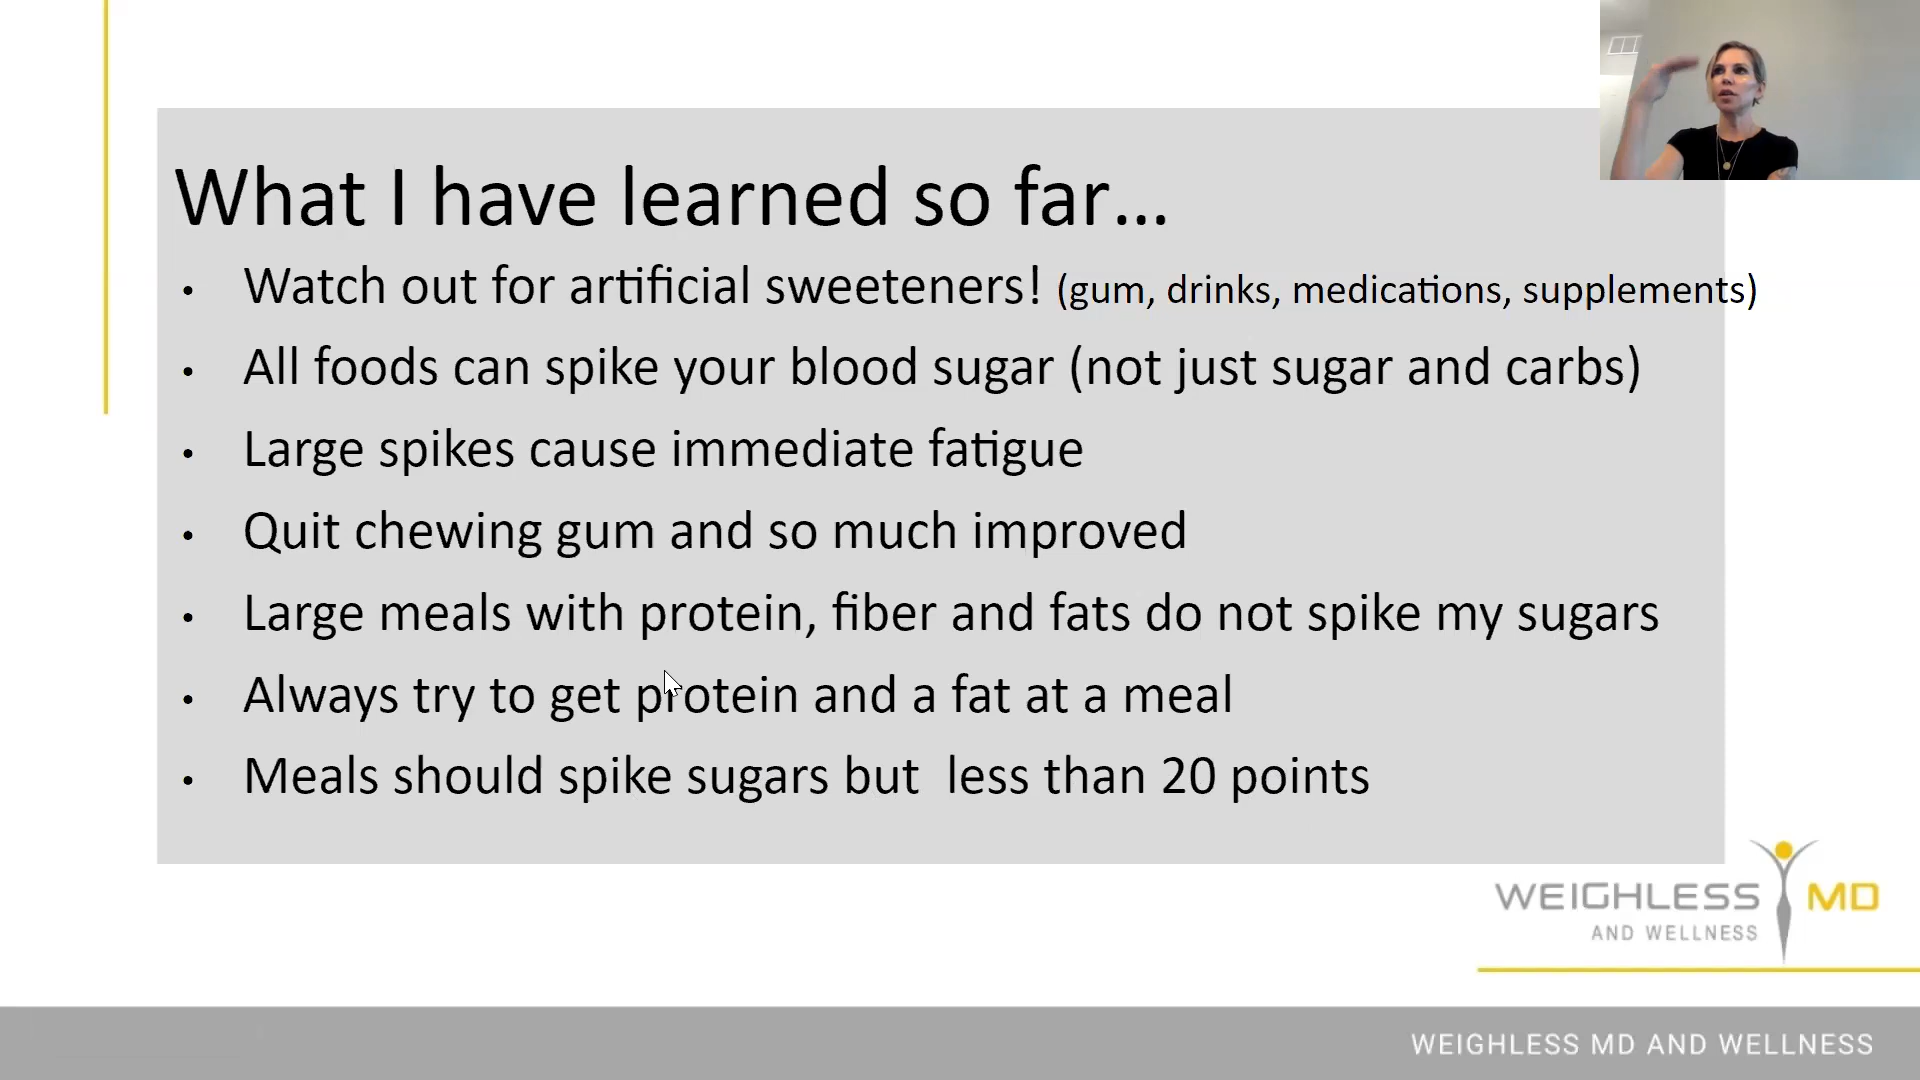 What I have learned so far...
• Watch out for artificial sweeteners! (gum, drinks, medications, supplements)
• All foods can spike your blood sugar (not just sugar and carbs)
• Large spikes cause immediate fatigue
• Quit chewing gum and so much improved
• Large meals with protein, fiber and fats do not spike my sugars
• Always try to get protein and a fat at a meal
• Meals should spike sugars but less than 20 points
WEIGHLESS MD
AND WELLNESS
WEIGHLESS MD AND WELLNESS